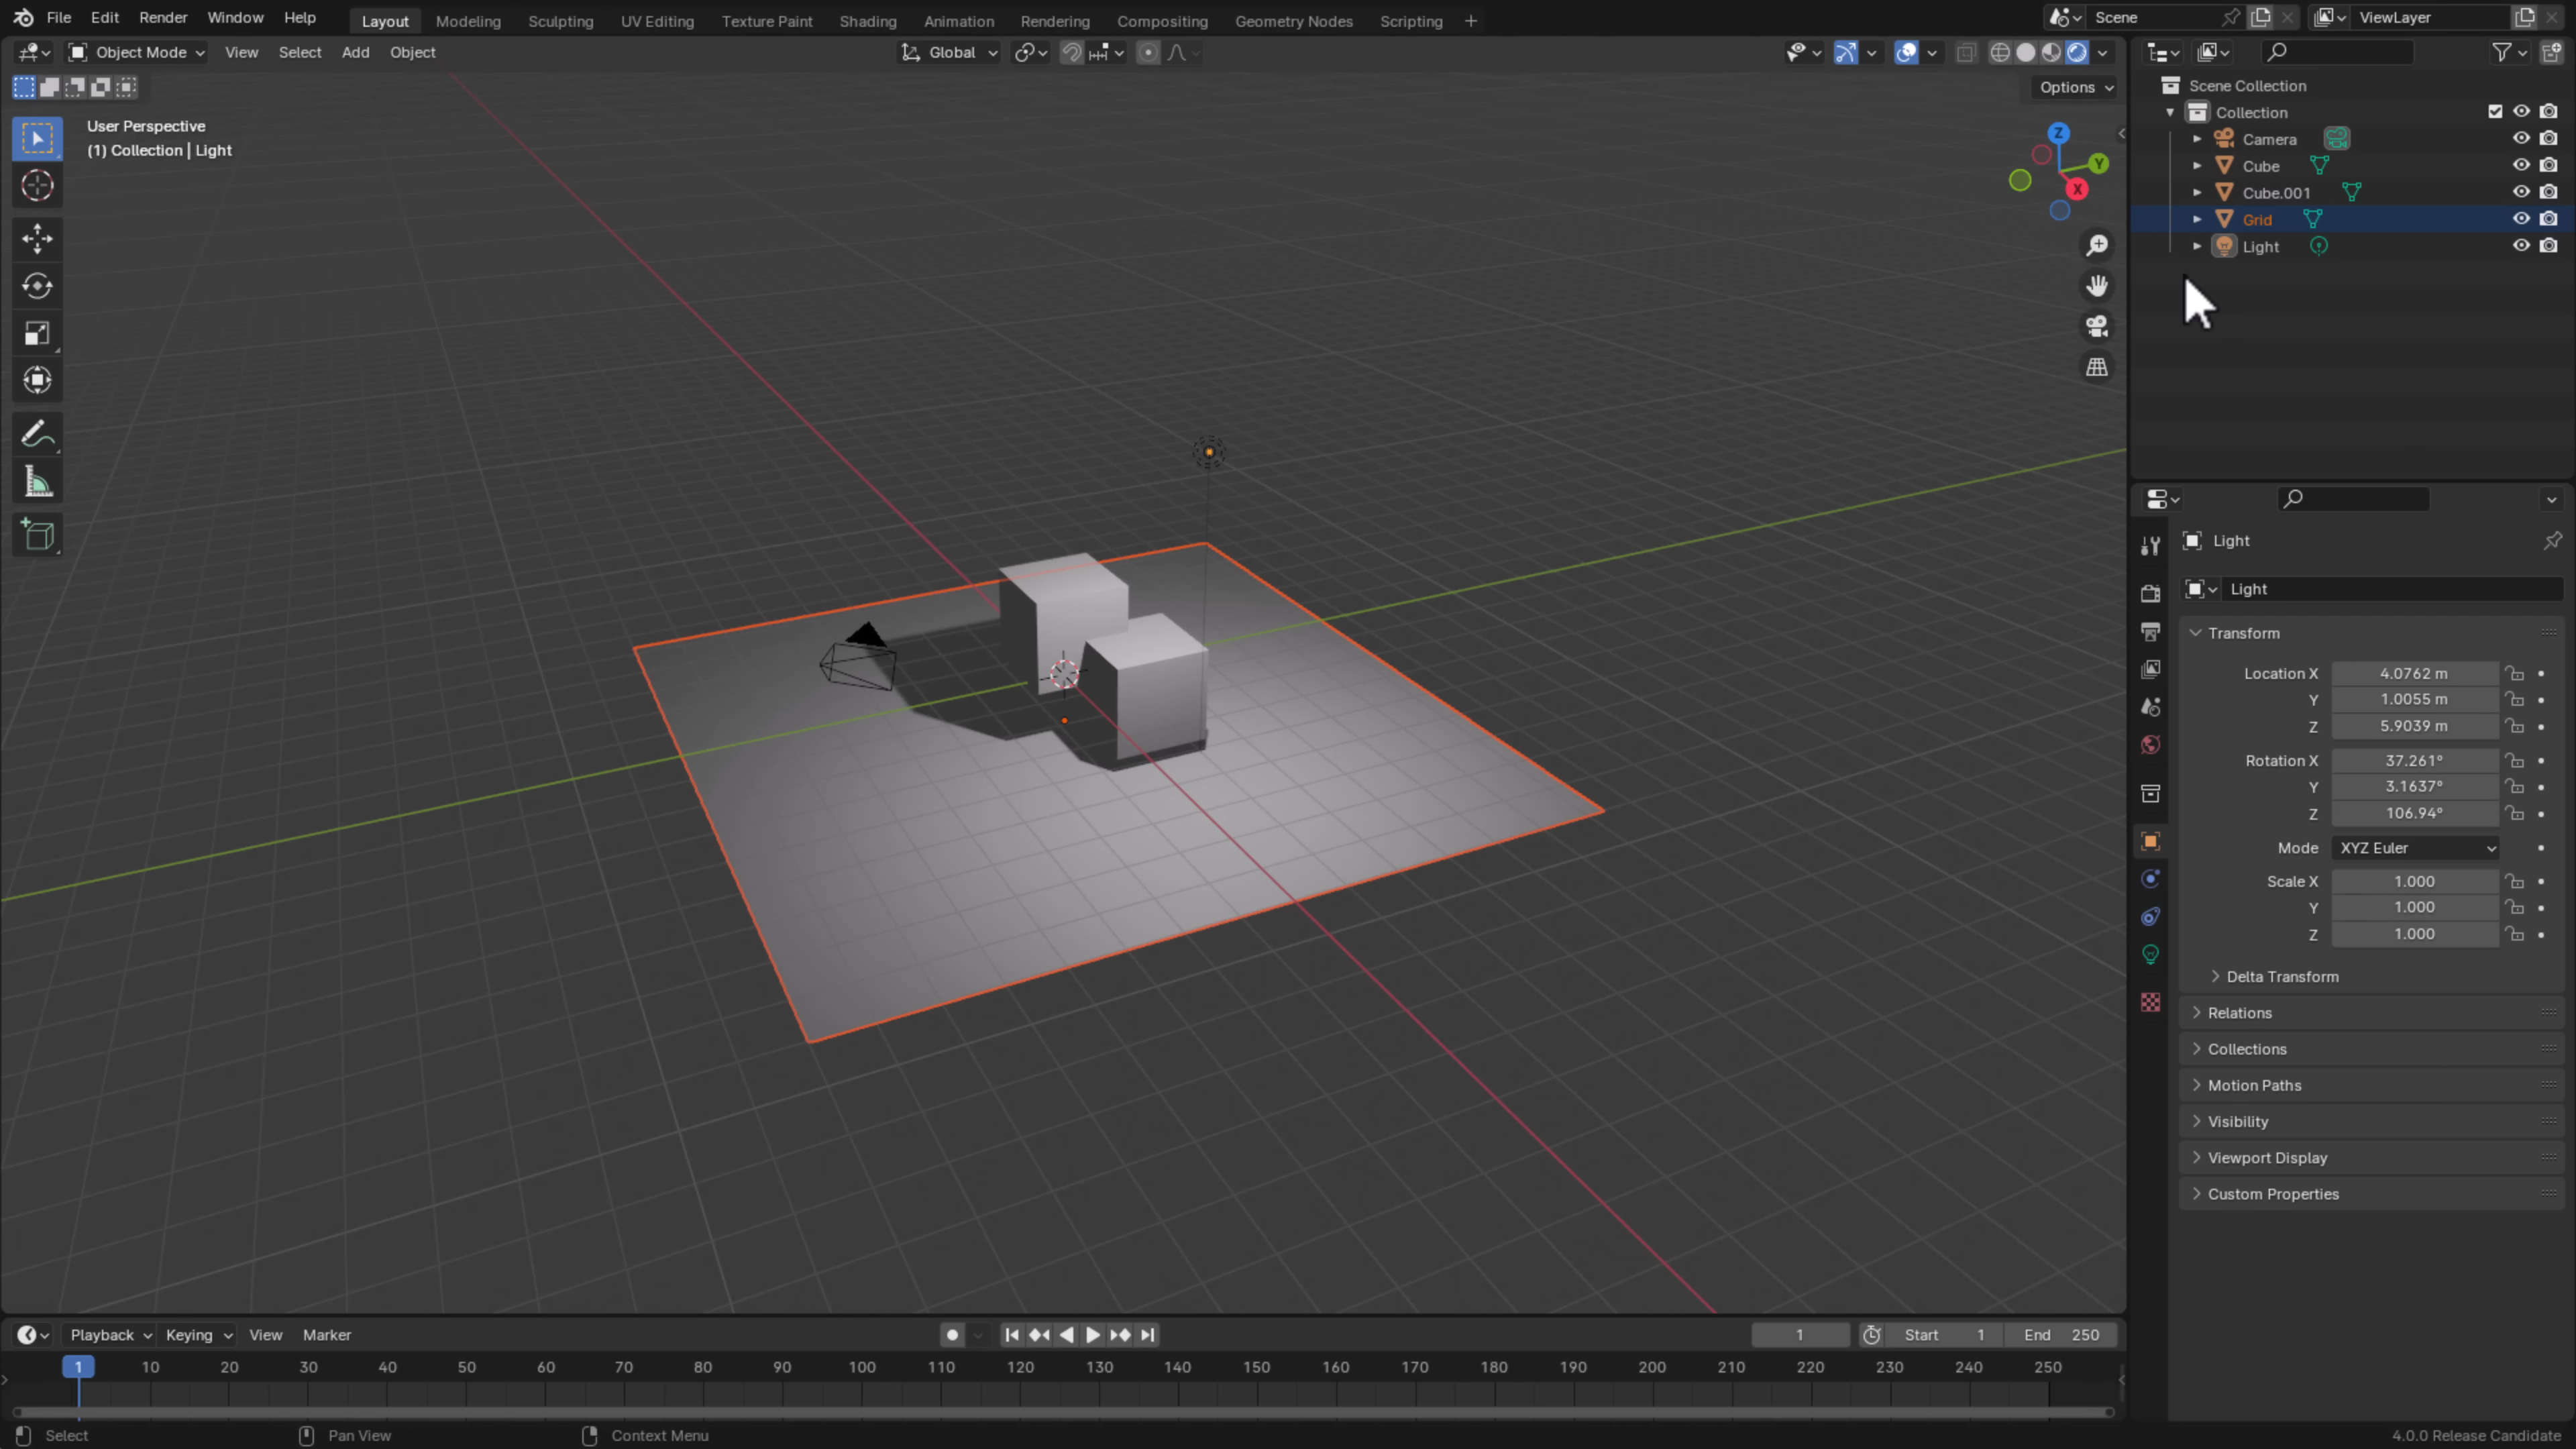 File Edit Render Window Help Layout Modeling Sculpting UV Editing Texture Paint Shading Animation Rendering Compositing Geometry Nodes Scripting + Scene ViewLayer
Object Mode View Select Add Object Global
Options
User Perspective
(1) Collection | Light
Z
Y
X
Scene Collection
Collection
Camera
Cube
Cube.001
Grid
Light
Light
Light
Transform
Location X 4.0762 m
Y 1.0055 m
Z 5.9039 m
Rotation X 37.261°
Y 3.1637°
Z 106.94°
Mode XYZ Euler
Scale X 1.000
Y 1.000
Z 1.000
Delta Transform
Relations
Collections
Motion Paths
Visibility
Viewport Display
Custom Properties
Playback Keying View Marker 1 Start 1 End 250
1 10 20 30 40 50 60 70 80 90 100 110 120 130 140 150 160 170 180 190 200 210 220 230 240 250
Select Pan View Context Menu 4.0.0 Release Candidate